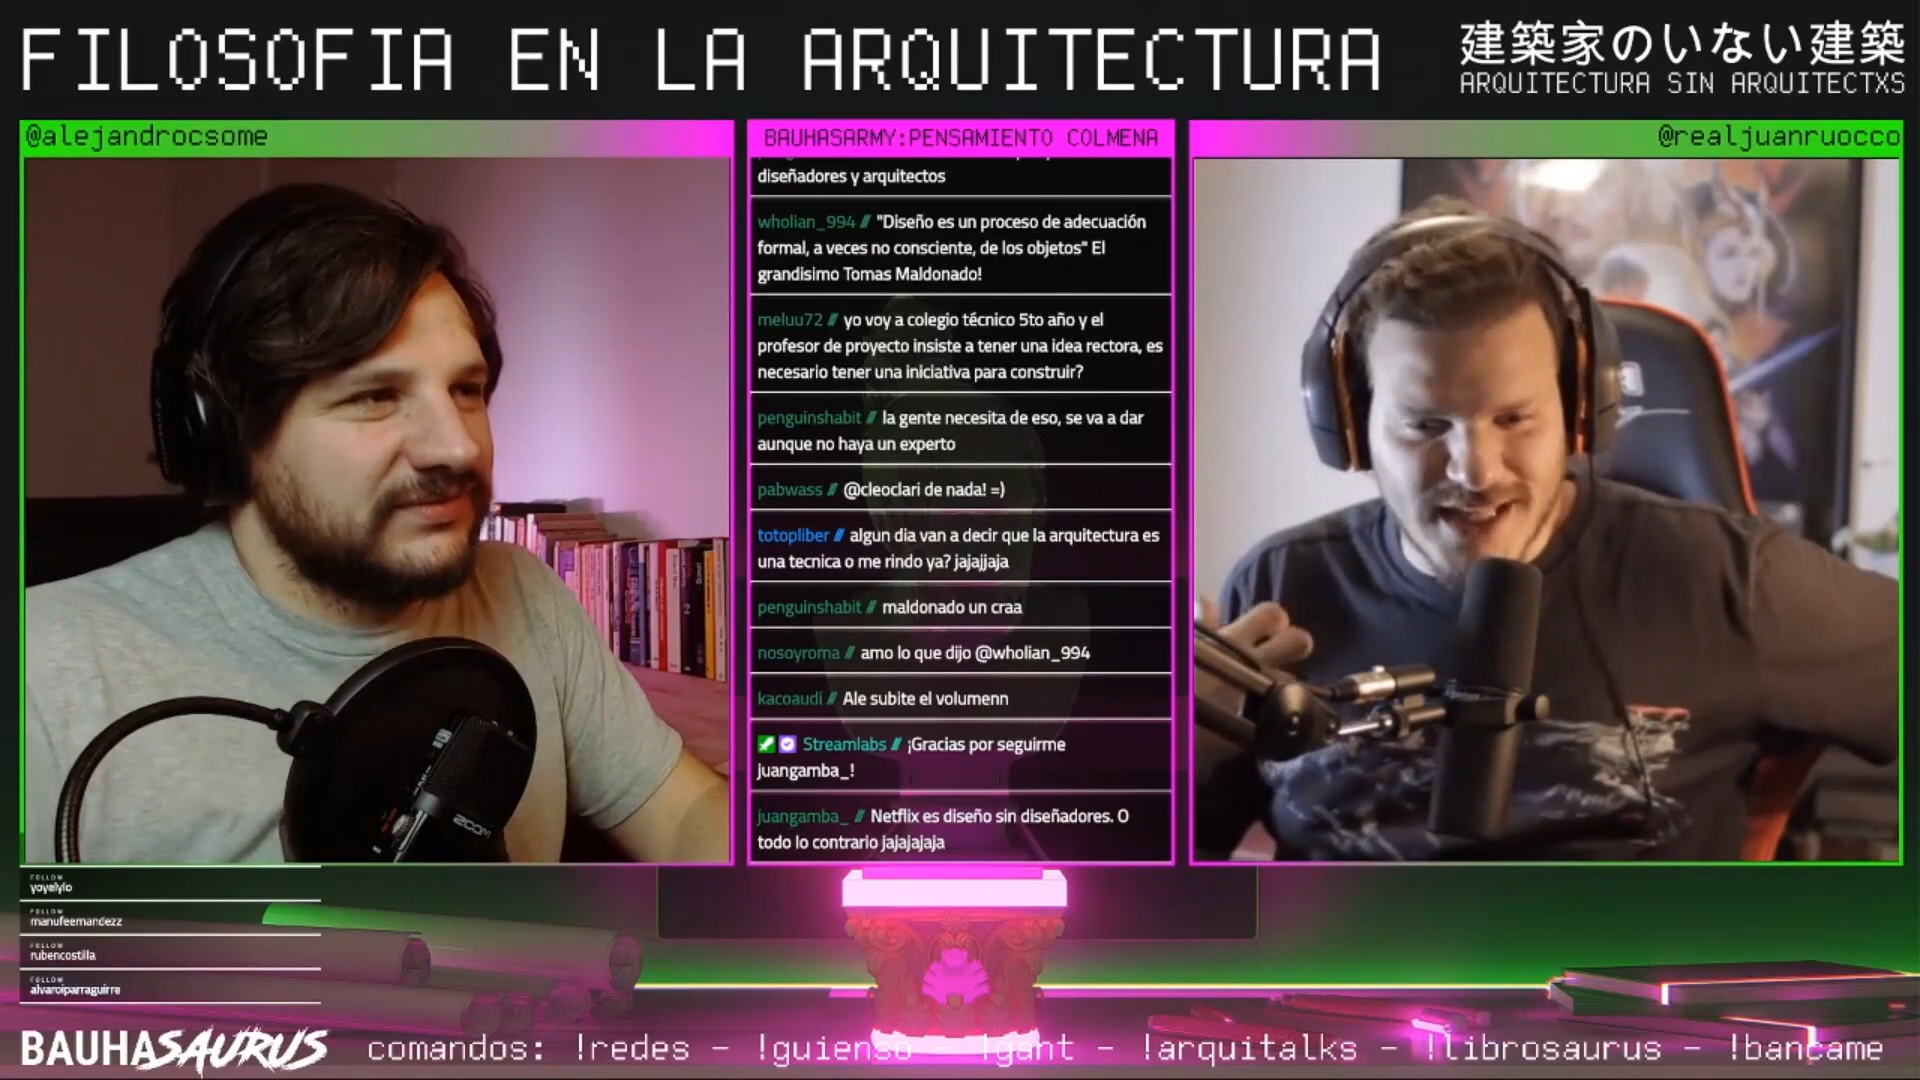 FILOSOFIA EN LA ARQUITECTURA
建築家のいない建築
ARQUITECTURA SIN ARQUITECTXS
@alejandrocsome
BAUHASARMY:PENSAMIENTO COLMENA
@realjuanruocco
diseñadores y arquitectos
wholian_994 // "Diseño es un proceso de adecuación
formal, a veces no consciente, de los objetos" El
grandisimo Tomas Maldonado!
meluu72 // yo voy a colegio técnico 5to año y el
profesor de proyecto insiste a tener una idea rectora, es
necesario tener una iniciativa para construir?
penguinshabit // la gente necesita de eso, se va a dar
aunque no haya un experto
pabwass // @cleoclari de nada! =)
totopliber // algun dia van a decir que la arquitectura es
una tecnica o me rindo ya? jajajjaja
penguinshabit // maldonado un craa
nosoyroma // amo lo que dijo @wholian_994
kacoaudi // Ale subite el volumenn
Streamlabs // ¡Gracias por seguirme
juangamba_!
juangamba_ // Netflix es diseño sin diseñadores. O
todo lo contrario jajajajaja
ZOOM
FOLLOW
yoyelylo
FOLLOW
manufeernandezz
FOLLOW
rubencostilla
FOLLOW
alvaroiparraguirre
BAUHASAURUS
comandos: !redes - !guienso - !gant - !arquitalks - !librosaurus - !bancame